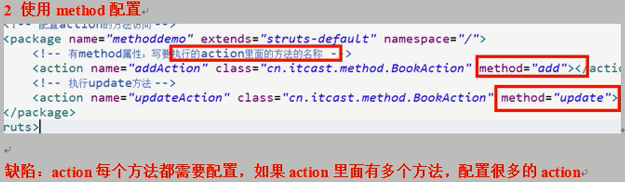 2 使用 method 配置
<!-- 配置action的方法访问 -->
<package name="methoddemo" extends="struts-default" namespace="/">
<!-- 有method属性，写要执行的action里面的方法的名称 -->
<action name="addAction" class="cn.itcast.method.BookAction" method="add"></actio
<!-- 执行update方法 -->
<action name="updateAction" class="cn.itcast.method.BookAction" method="update">
</package>
ruts>
缺陷：action 每个方法都需要配置，如果 action 里面有多个方法，配置很多的 action